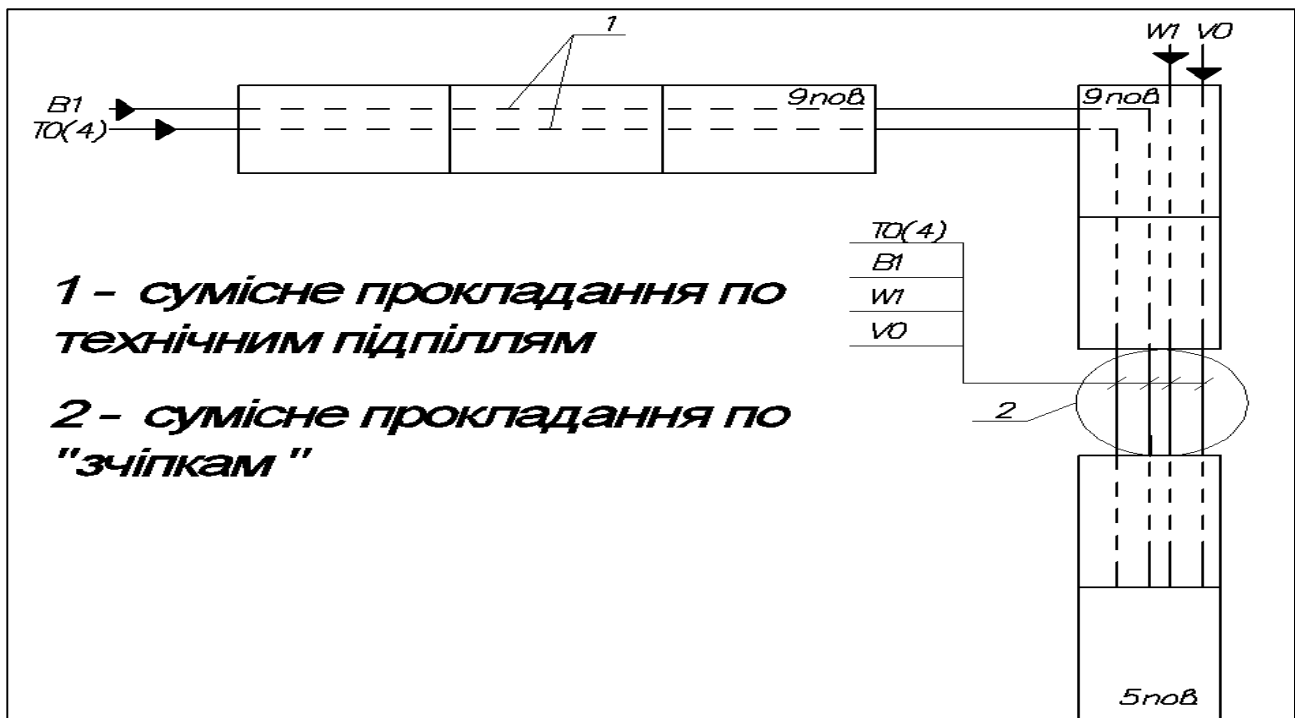 1
W1 V0
B1
9пов
9пов
T0(4)
T0(4)
B1
W1
V0
1 - сумісне прокладання по
технічним підпіллям
2 - сумісне прокладання по
"зчіпкам "
2
5пов